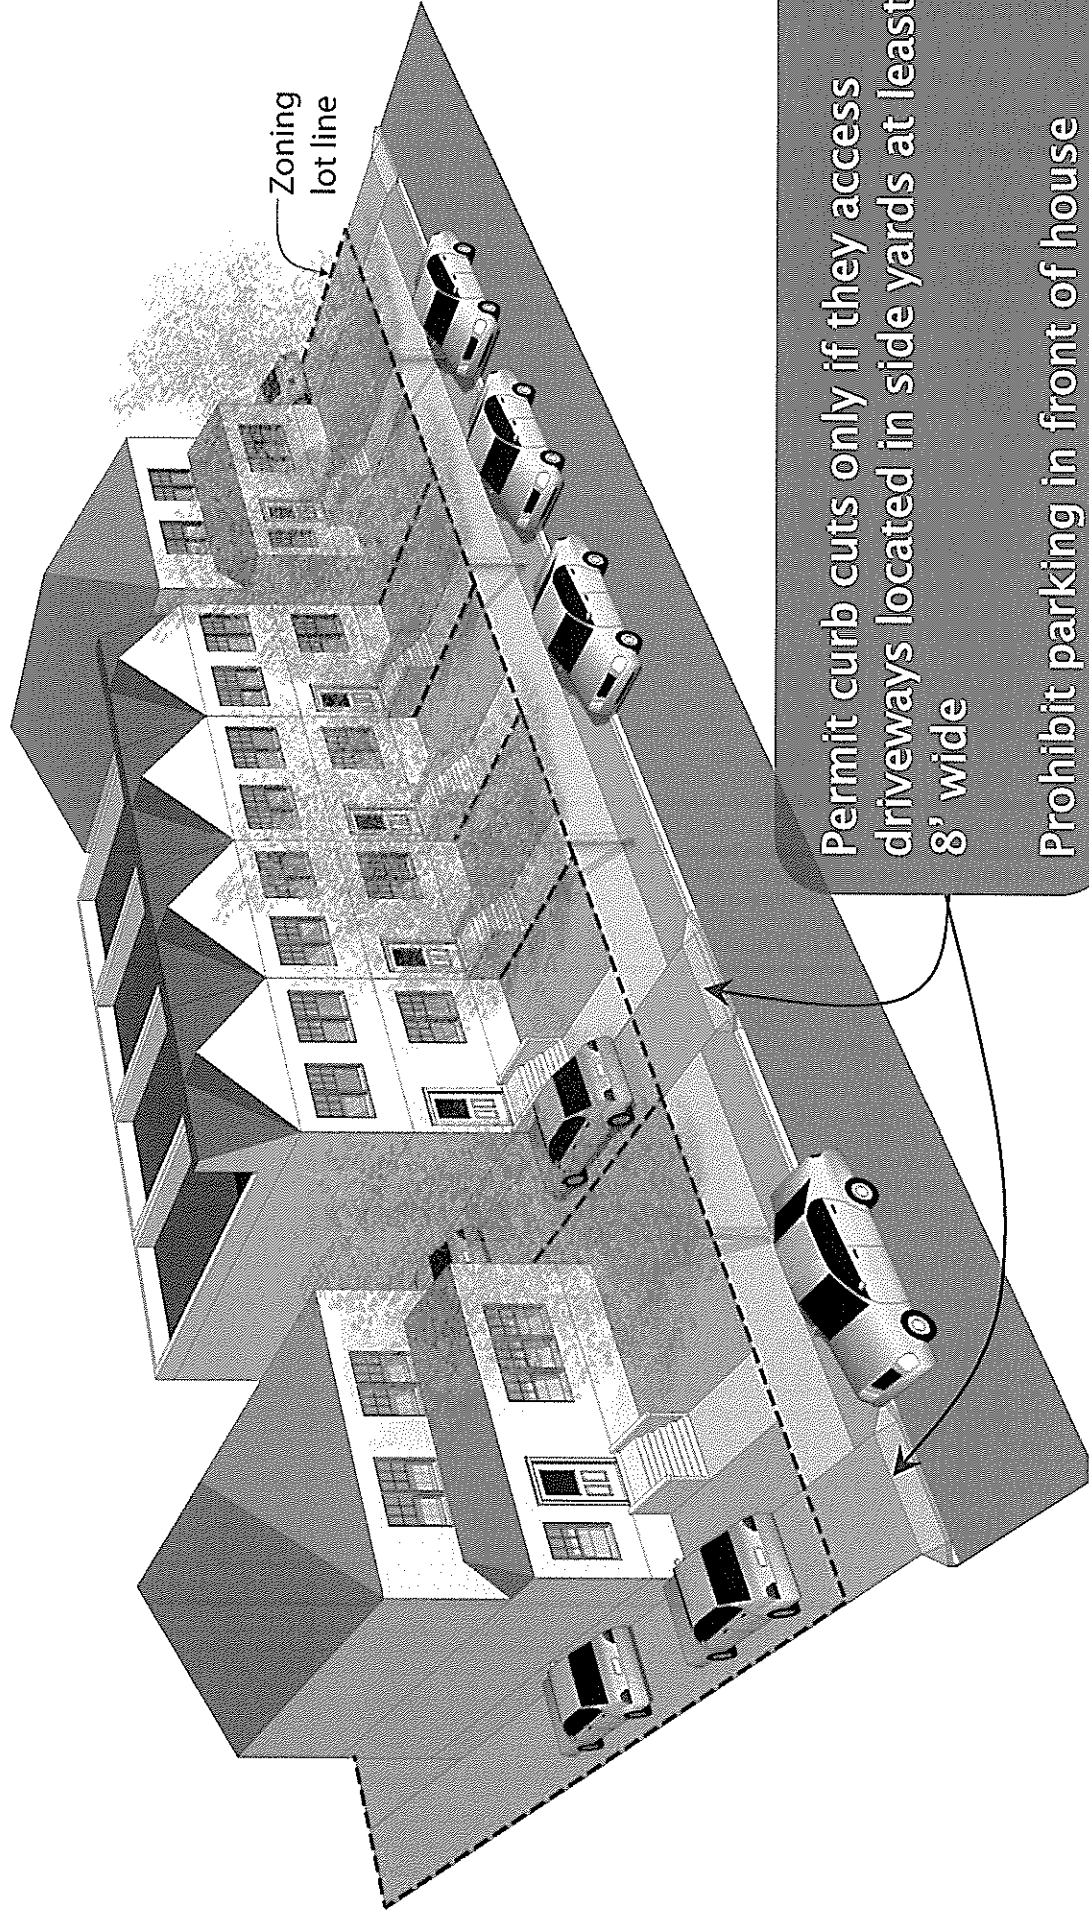 Zoning
lot line
Permit curb cuts only if they access
driveways located in side yards at least
8’ wide
Prohibit parking in front of house